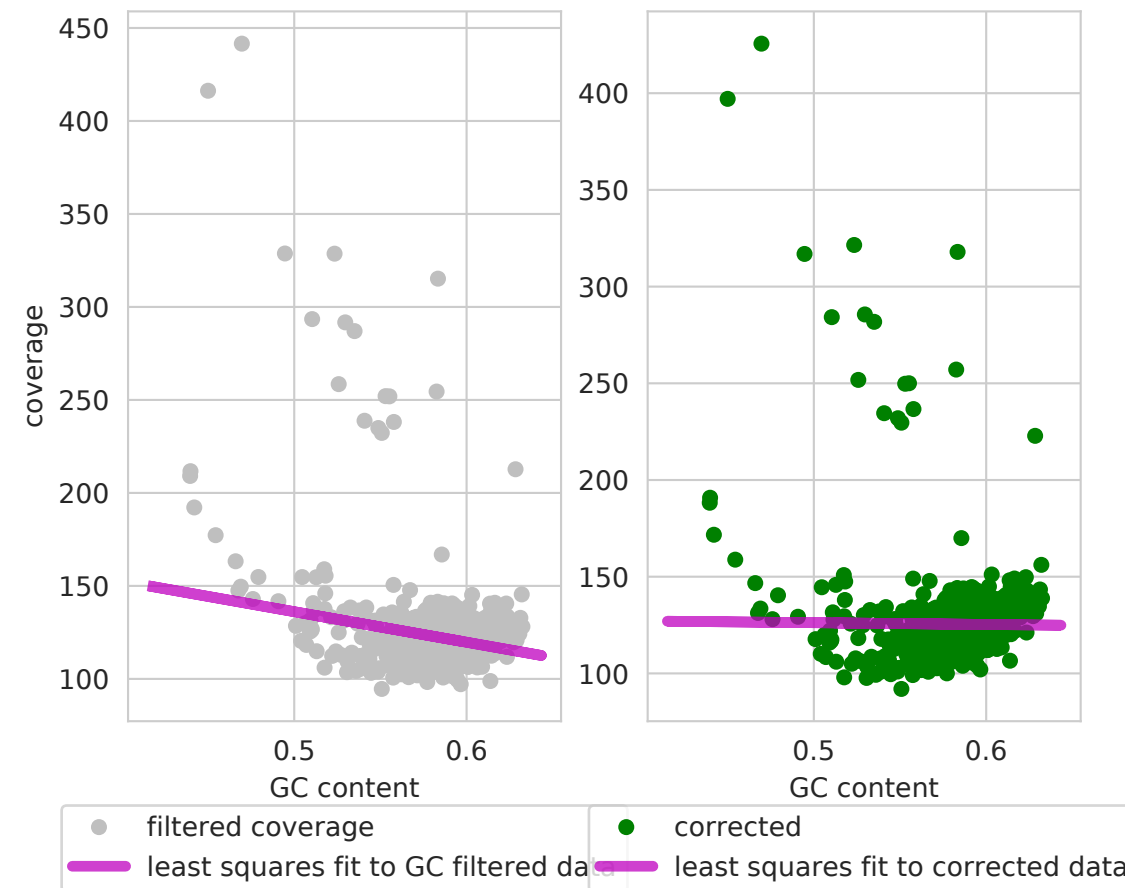 450
400
350
300
250
200
150
100
coverage
0.5
0.6
GC content
400
350
300
250
200
150
100
0.5
0.6
GC content
filtered coverage
least squares fit to GC filtered data
corrected
least squares fit to corrected data